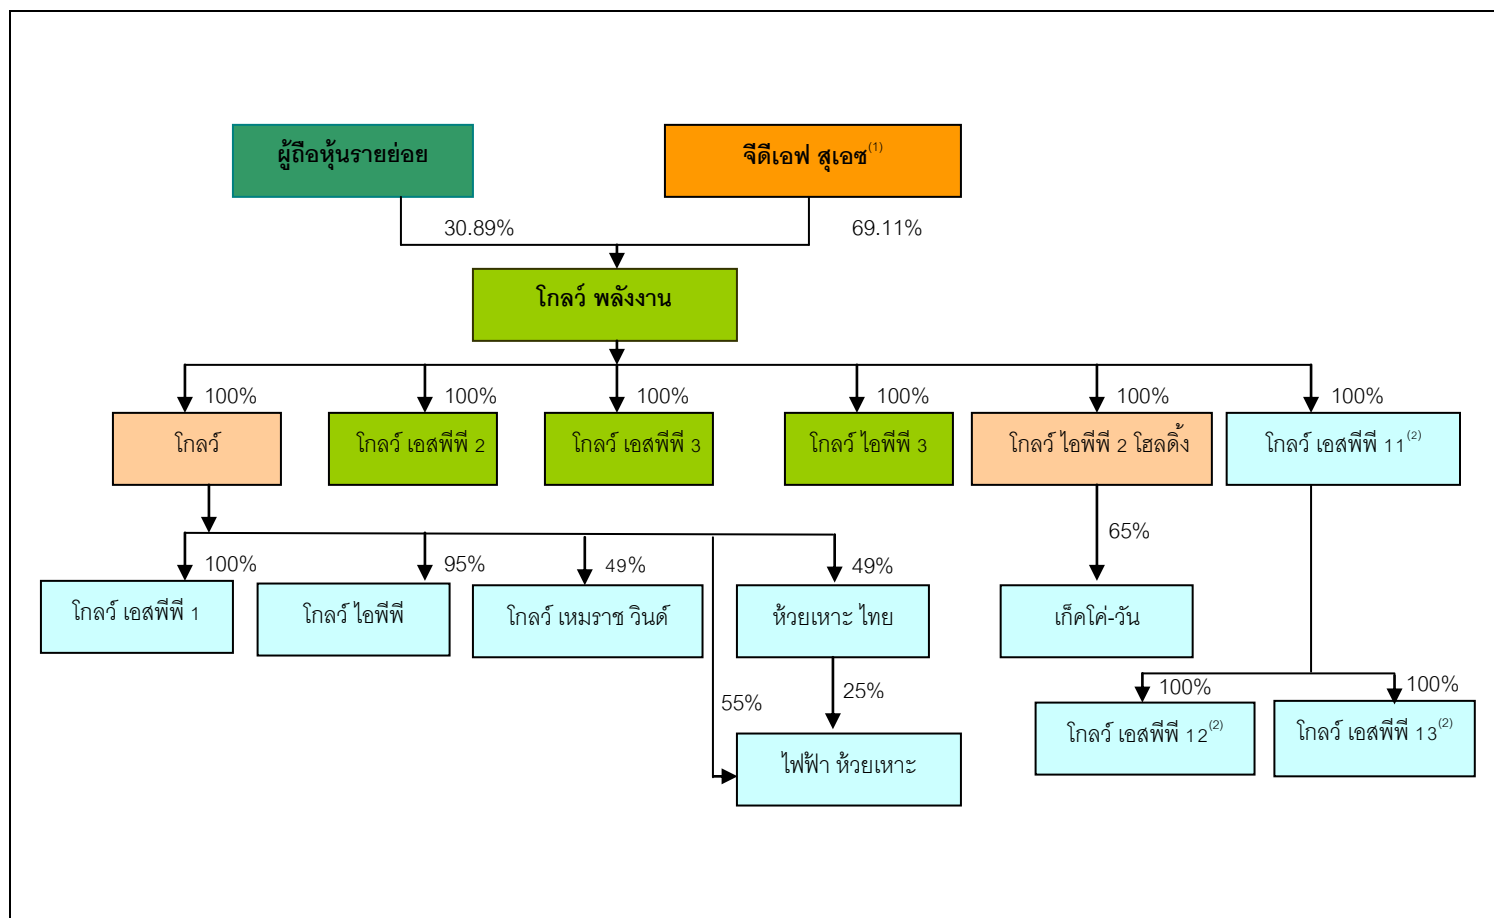 ผู้ถือหุ้นรายย่อย
จีดีเอฟ สุเอซ(1)
30.89%
69.11%
โกลว์ พลังงาน
100%
100%
100%
100%
100%
100%
โกลว์
โกลว์ เอสพีพี 2
โกลว์ เอสพีพี 3
โกลว์ ไอพีพี 3
โกลว์ ไอพีพี 2 โฮลดิ้ง
โกลว์ เอสพีพี 11(2)
100%
95%
49%
49%
65%
โกลว์ เอสพีพี 1
โกลว์ ไอพีพี
โกลว์ เหมราช วินด์
ห้วยเหาะ ไทย
เก็คโค่-วัน
55%
25%
100%
100%
ไฟฟ้า ห้วยเหาะ
โกลว์ เอสพีพี 12(2)
โกลว์ เอสพีพี 13(2)